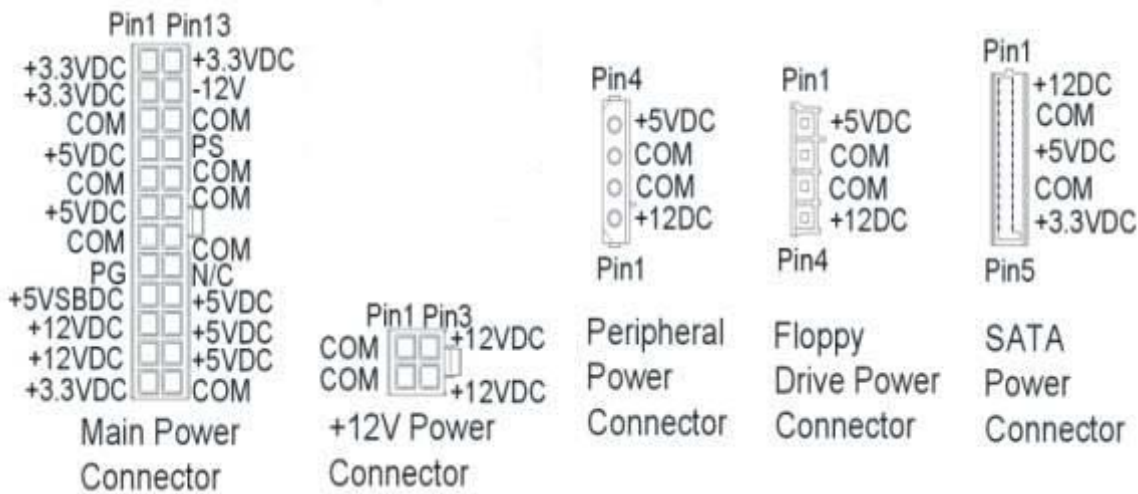 Pin1 Pin13
+3.3VDC +3.3VDC
+3.3VDC -12V
COM COM
+5VDC PS
COM COM
+5VDC COM
COM COM
PG N/C
+5VSBDC +5VDC
+12VDC +5VDC
+12VDC +5VDC
+3.3VDC COM
Main Power
Connector
Pin1 Pin3
COM +12VDC
COM +12VDC
+12V Power
Connector
Pin4
+5VDC
COM
COM
+12DC
Pin1
Peripheral
Power
Connector
Pin1
+5VDC
COM
COM
+12DC
Pin4
Floppy
Drive Power
Connector
Pin1
+12DC
COM
+5VDC
COM
+3.3VDC
Pin5
SATA
Power
Connector